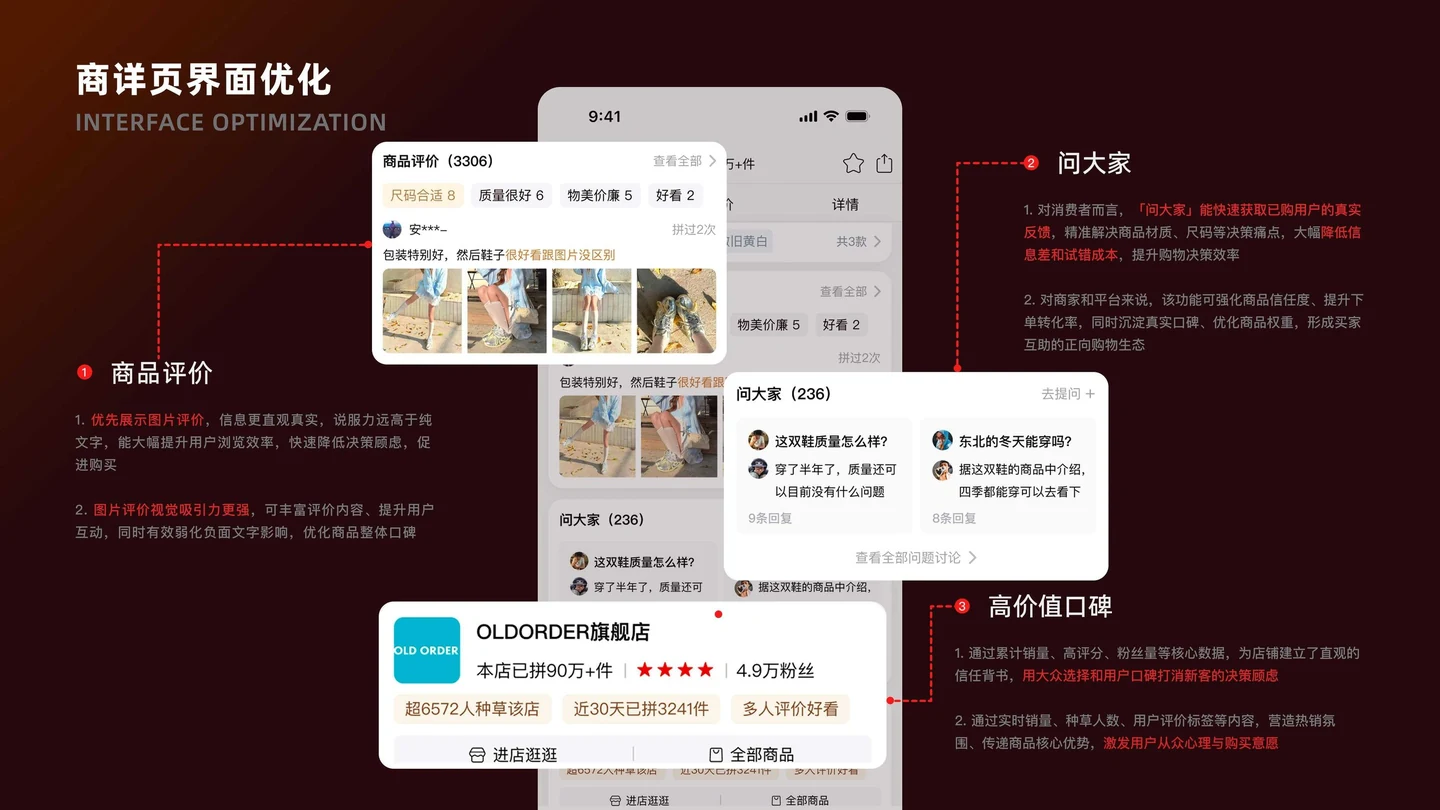 商详页界面优化
INTERFACE OPTIMIZATION
9:41
万+件
详情
旧黄白
共3款
查看全部
物美价廉 5
好看 2
拼过2次
包装特别好，然后鞋子很好看跟
商品评价（3306）
查看全部
尺码合适 8
质量很好 6
物美价廉 5
好看 2
安***–
拼过2次
包装特别好，然后鞋子很好看跟图片没区别
1 商品评价
1. 优先展示图片评价，信息更直观真实，说服力远高于纯
文字，能大幅提升用户浏览效率，快速降低决策顾虑，促
进购买
2. 图片评价视觉吸引力更强，可丰富评价内容、提升用户
互动，同时有效弱化负面文字影响，优化商品整体口碑
2 问大家
1. 对消费者而言，「问大家」能快速获取已购用户的真实
反馈，精准解决商品材质、尺码等决策痛点，大幅降低信
息差和试错成本，提升购物决策效率
2. 对商家和平台来说，该功能可强化商品信任度、提升下
单转化率，同时沉淀真实口碑、优化商品权重，形成买家
互助的正向购物生态
问大家（236）
去提问
这双鞋质量怎么样?
穿了半年了，质量还可
以目前没有什么问题
9条回复
东北的冬天能穿吗?
据这双鞋的商品中介绍，
四季都能穿可以去看下
8条回复
查看全部问题讨论
问大家（236）
这双鞋质量怎么样?
穿了半年了，质量还可
据这双鞋的商品中介绍，
OLD ORDER
OLDORDER旗舰店
本店已拼90万+件
4.9万粉丝
超6572人种草该店
近30天已拼3241件
多人评价好看
进店逛逛
全部商品
超6572人种草该店
近30天已拼3241件
多人评价好看
进店逛逛
全部商品
3 高价值口碑
1. 通过累计销量、高评分、粉丝量等核心数据，为店铺建立了直观的
信任背书，用大众选择和用户口碑打消新客的决策顾虑
2. 通过实时销量、种草人数、用户评价标签等内容，营造热销氛
围、传递商品核心优势，激发用户从众心理与购买意愿